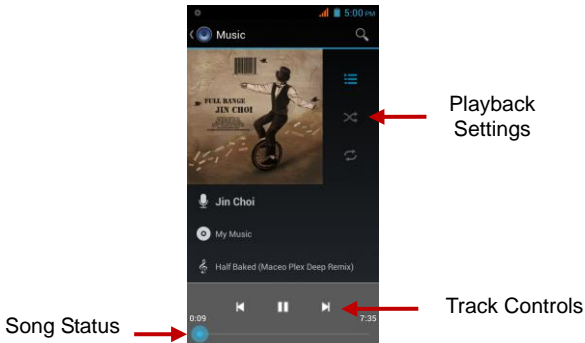 5:00 PM
Music
FULL RANGE
JIN CHOI
Playback
Settings
Jin Choi
My Music
Half Baked (Maceo Plex Deep Remix)
Track Controls
0:09
7:35
Song Status